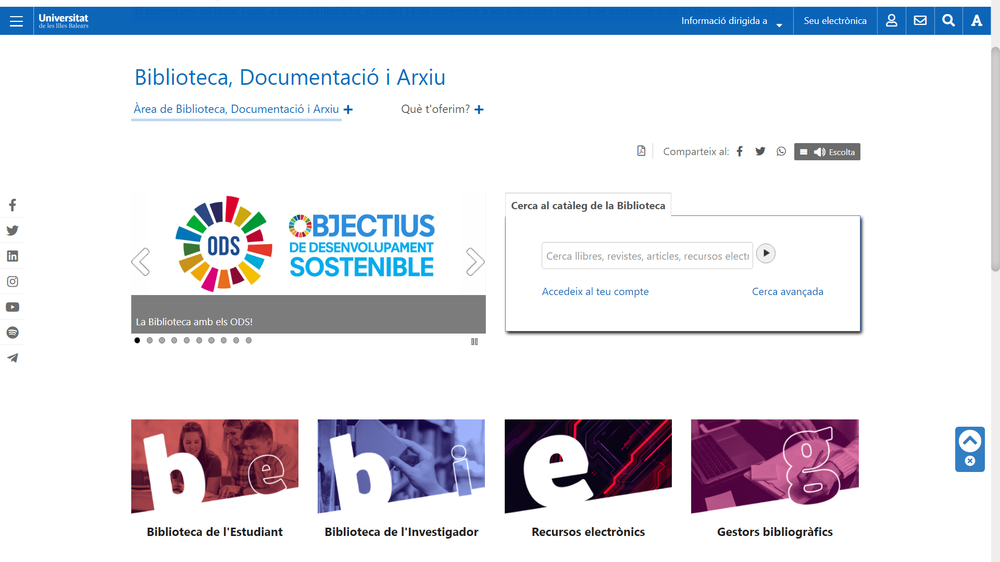 El termini per sol·licitar l'ajut a través d'UIBdigital, serà del 14 de novembre a les 9.30 hores fins al 5 de desembre a les 23.59 hores del 2023
Universitat
de les Illes Balears
Informació dirigida a
Seu electrònica
A
Biblioteca, Documentació i Arxiu
Àrea de Biblioteca, Documentació i Arxiu +
Què t'oferim? +
Comparteix al:
Escolta
ODS
OBJECTIUS
DE DESENVOLUPAMENT
SOSTENIBLE
La Biblioteca amb els ODS!
Cerca al catàleg de la Biblioteca
Cerca llibres, revistes, articles, recursos electr
Accedeix al teu compte
Cerca avançada
b e
b i
e
g
Biblioteca de l'Estudiant
Biblioteca de l'Investigador
Recursos electrònics
Gestors bibliogràfics